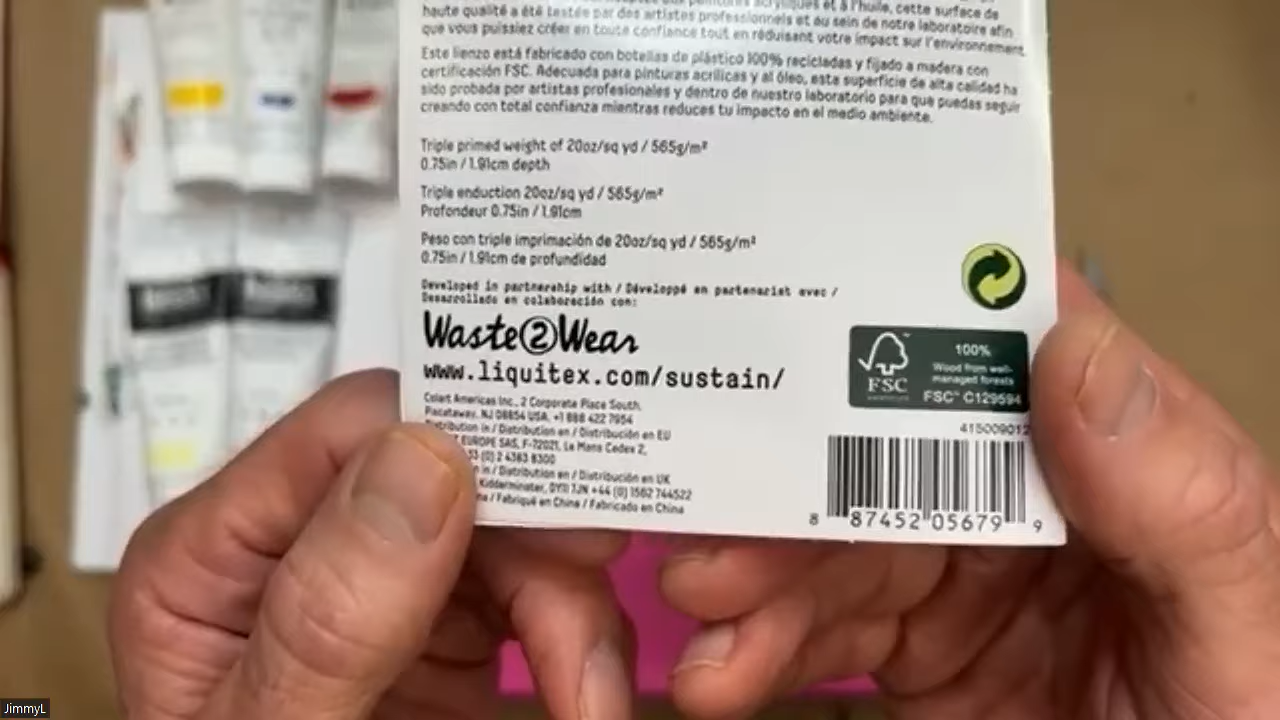 peintures acryliques et à l'huile, cette surface de
haute qualité a été testée par des artistes professionnels et au sein de notre laboratoire afin
que vous puissiez créer en toute confiance tout en réduisant votre impact sur l'environnement.
Este lienzo está fabricado con botellas de plástico 100% recicladas y fijado a madera con
certificación FSC. Adecuada para pinturas acrílicas y al óleo, esta superficie de alta calidad ha
sido probada por artistas profesionales y dentro de nuestro laboratorio para que puedas seguir
creando con total confianza mientras reduces tu impacto en el medio ambiente.
Triple primed weight of 20oz/sq yd / 565g/m²
0.75in / 1.91cm depth
Triple enduction 20oz/sq yd / 565g/m²
Profondeur 0.75in / 1.91cm
Peso con triple imprimación de 20oz/sq yd / 565g/m²
0.75in / 1.91cm de profundidad
Developed in partnership with / Développé en partenariat avec /
Desarrollado en colaboración con:
Waste2Wear
www.liquitex.com/sustain/
FSC
100%
Wood from well-
managed forests
FSC™ C129594
Colart Americas Inc., 2 Corporate Place South,
Piscataway, NJ 08854 USA. +1 888 422 7954
Distribution in / Distribution en / Distribución en EU
EUROPE SAS, F-72021, Le Mans Cedex 2,
33 (0) 2 4383 8300
in / Distribution en / Distribución en UK
Kidderminster, DY11 7JN +44 (0) 1562 744522
/ Fabriqué en China / Fabricado en China
415009012
8 87452 05679 9
JimmyL